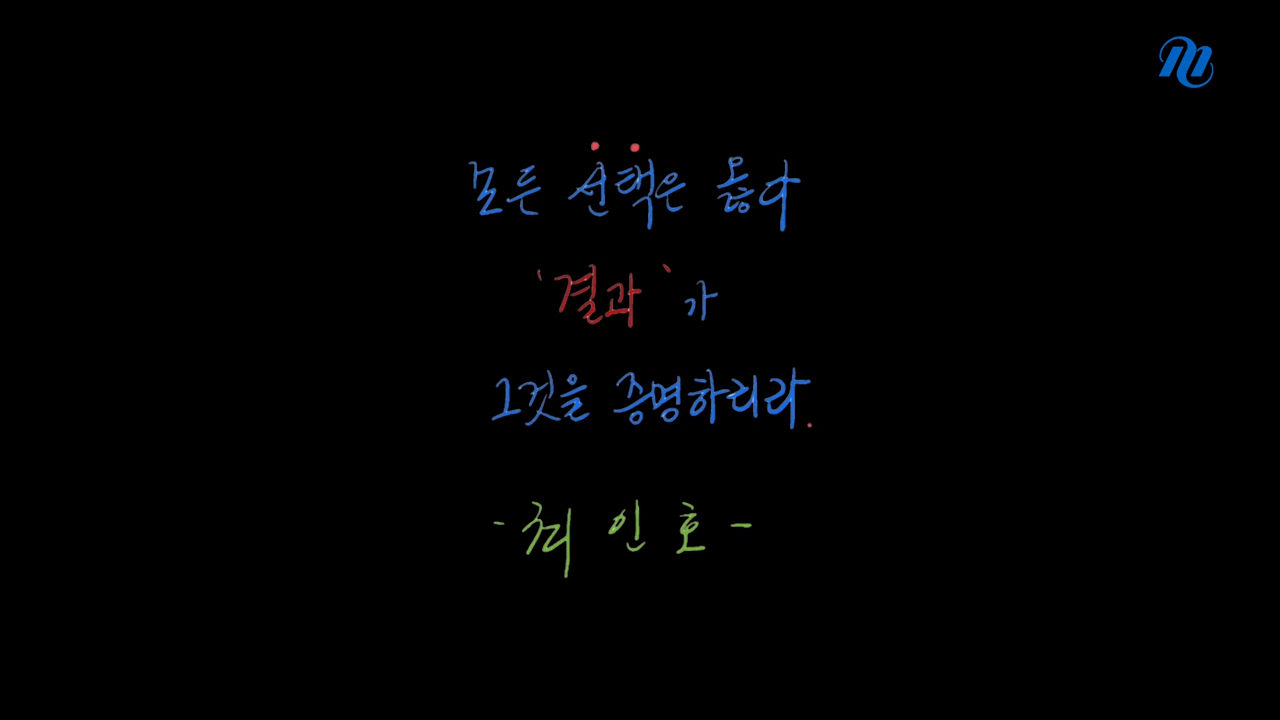 모든 선택은 옳다
'결과'가
그것을 증명하리라.
- 최 인 호 -